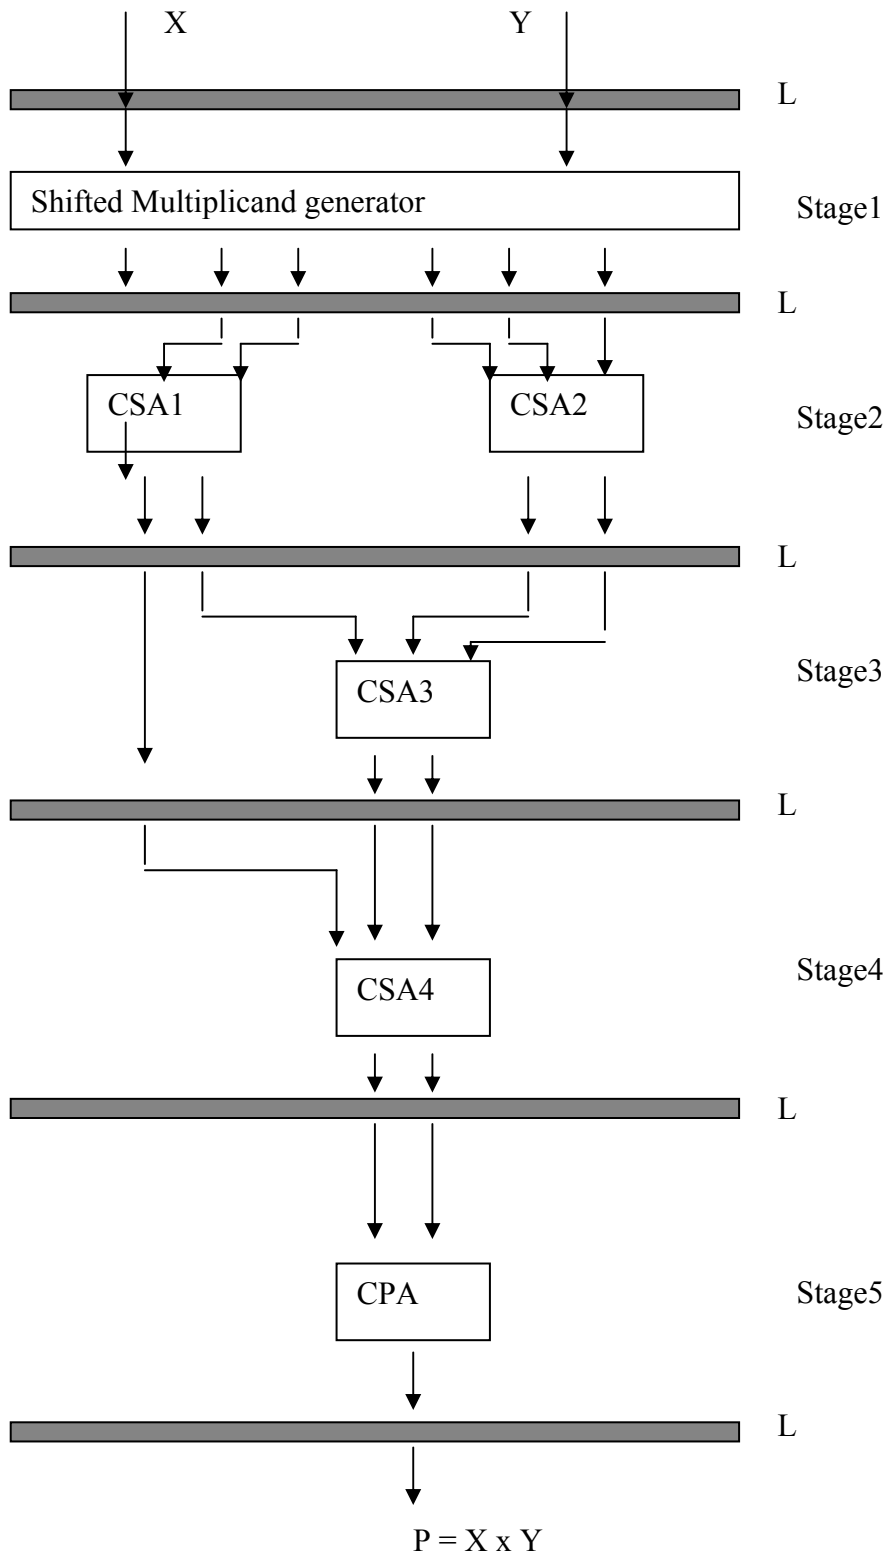 X Y
L
Shifted Multiplicand generator
Stage1
L
CSA1 CSA2
Stage2
L
CSA3
Stage3
L
CSA4
Stage4
L
CPA
Stage5
L
P = X x Y